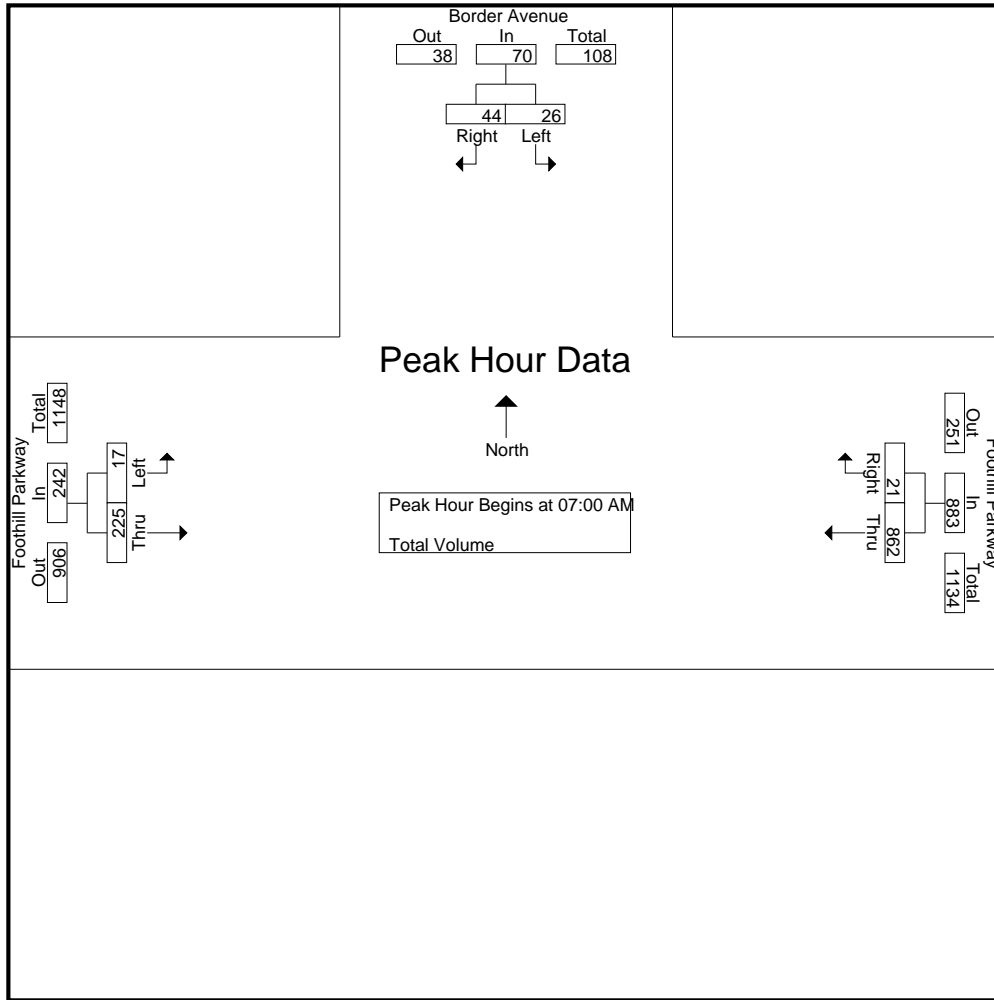 Border Avenue
Out In Total
38 70 108
44 26
Right Left
Peak Hour Data
North
Peak Hour Begins at 07:00 AM
Total Volume
Foothill Parkway
Out In Total
906 242 1148
225 17
Thru Left
Foothill Parkway
Out In Total
251 883 1134
21 862
Right Thru